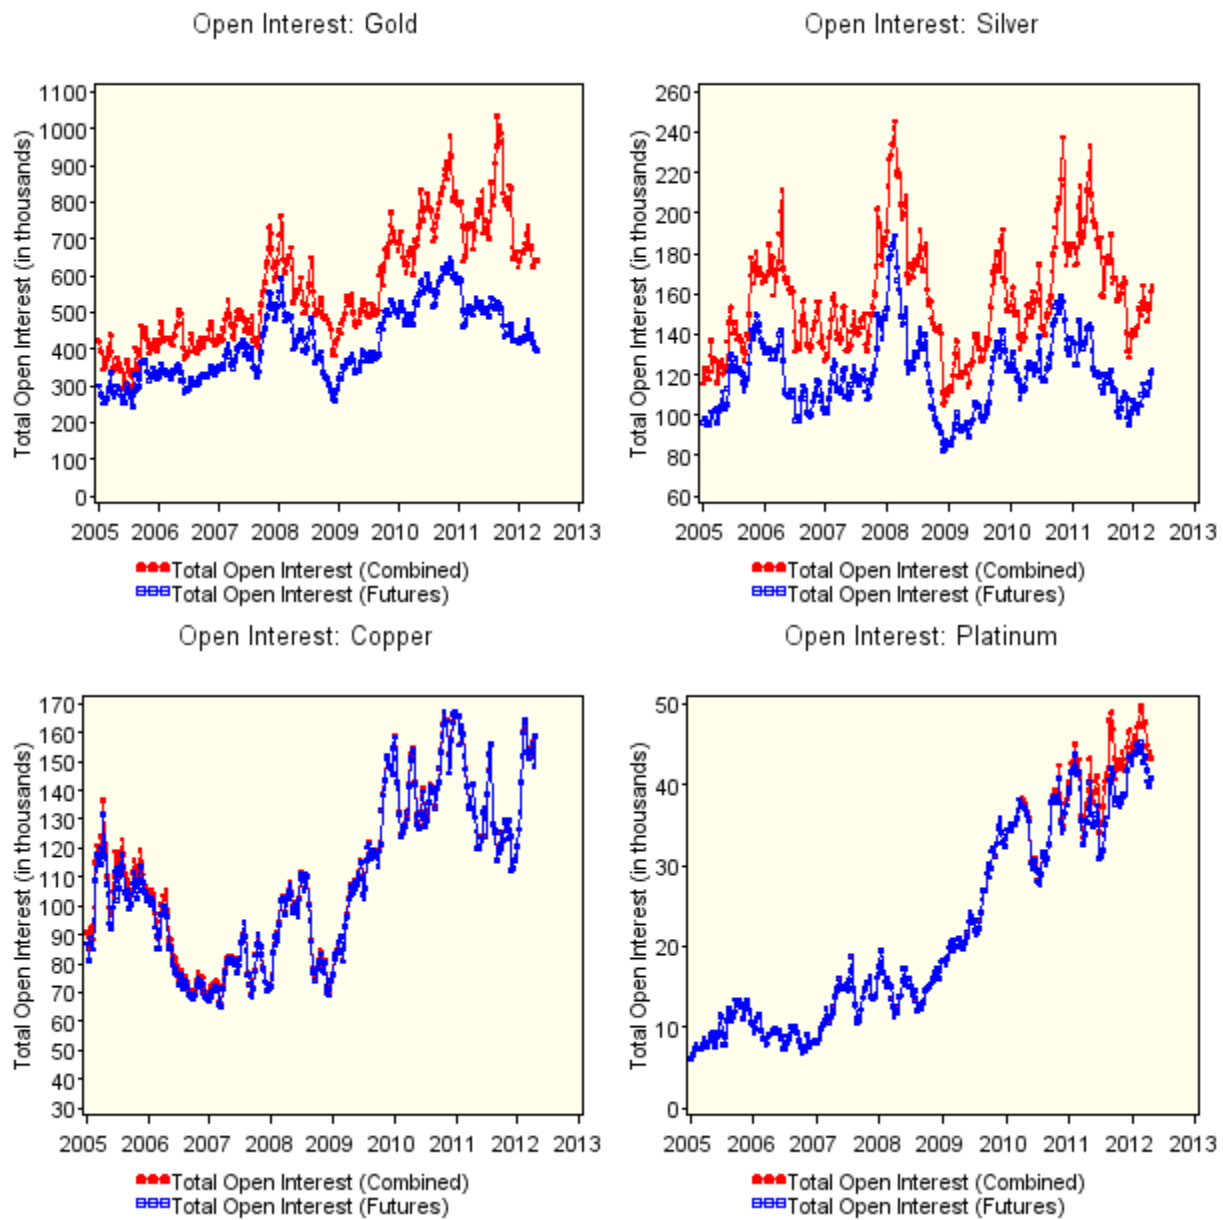 Open Interest: Gold
Total Open Interest (in thousands)
1100
1000
900
800
700
600
500
400
300
200
100
0
2005 2006 2007 2008 2009 2010 2011 2012 2013
Total Open Interest (Combined)
Total Open Interest (Futures)
Open Interest: Silver
Total Open Interest (in thousands)
260
240
220
200
180
160
140
120
100
80
60
2005 2006 2007 2008 2009 2010 2011 2012 2013
Total Open Interest (Combined)
Total Open Interest (Futures)
Open Interest: Copper
Total Open Interest (in thousands)
170
160
150
140
130
120
110
100
90
80
70
60
50
40
30
2005 2006 2007 2008 2009 2010 2011 2012 2013
Total Open Interest (Combined)
Total Open Interest (Futures)
Open Interest: Platinum
Total Open Interest (in thousands)
50
40
30
20
10
0
2005 2006 2007 2008 2009 2010 2011 2012 2013
Total Open Interest (Combined)
Total Open Interest (Futures)